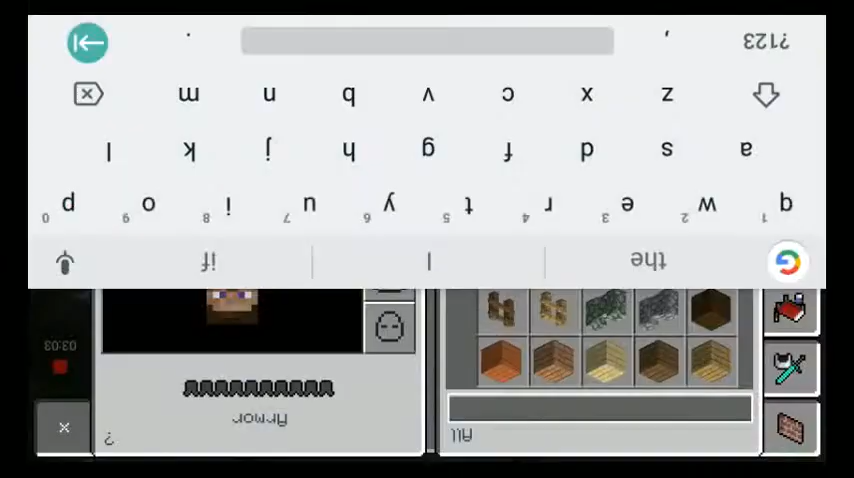 All
?
Armor
×
03:03
the I if
q 1 w 2 e 3 r 4 t 5 y 6 u 7 i 8 o 9 p 0
a s d f g h j k l
z x c v b n m
?123 , .